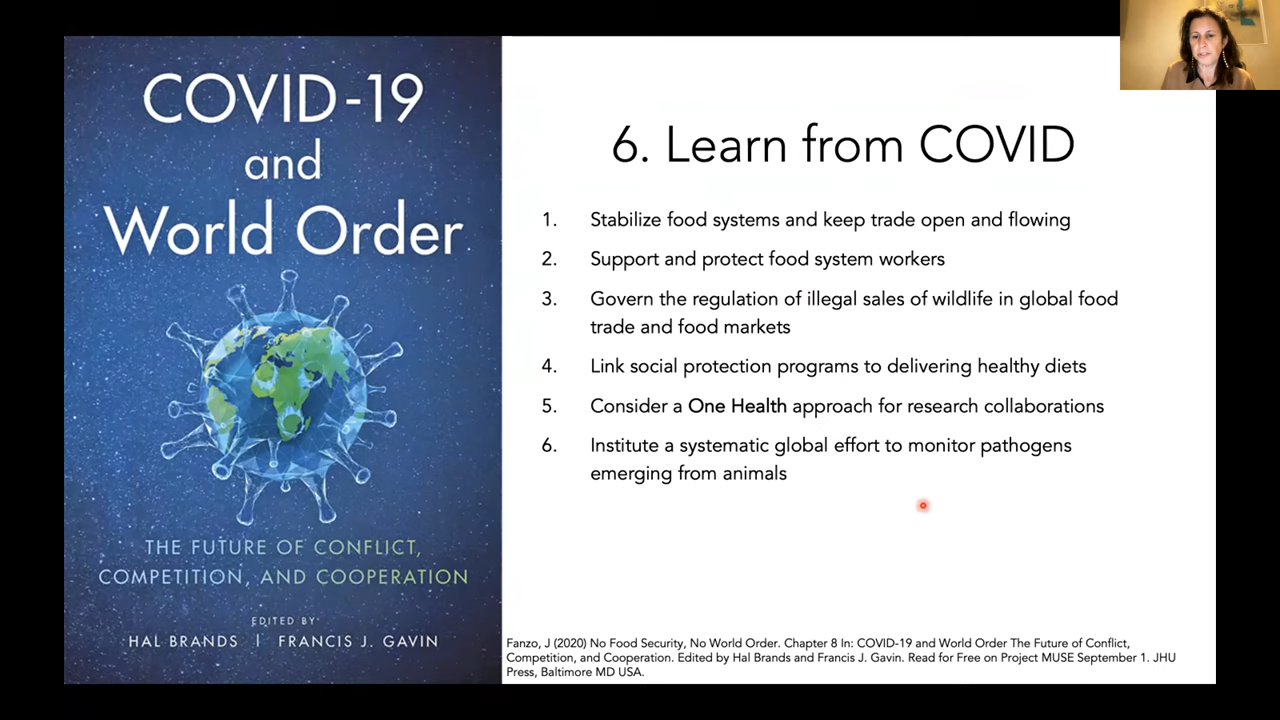 COVID-19
and
World Order
THE FUTURE OF CONFLICT,
COMPETITION, AND COOPERATION
EDITED BY
HAL BRANDS | FRANCIS J. GAVIN
6. Learn from COVID
1. Stabilize food systems and keep trade open and flowing
2. Support and protect food system workers
3. Govern the regulation of illegal sales of wildlife in global food
trade and food markets
4. Link social protection programs to delivering healthy diets
5. Consider a One Health approach for research collaborations
6. Institute a systematic global effort to monitor pathogens
emerging from animals
Fanzo, J (2020) No Food Security, No World Order. Chapter 8 In: COVID-19 and World Order The Future of Conflict,
Competition, and Cooperation. Edited by Hal Brands and Francis J. Gavin. Read for Free on Project MUSE September 1. JHU
Press, Baltimore MD USA.